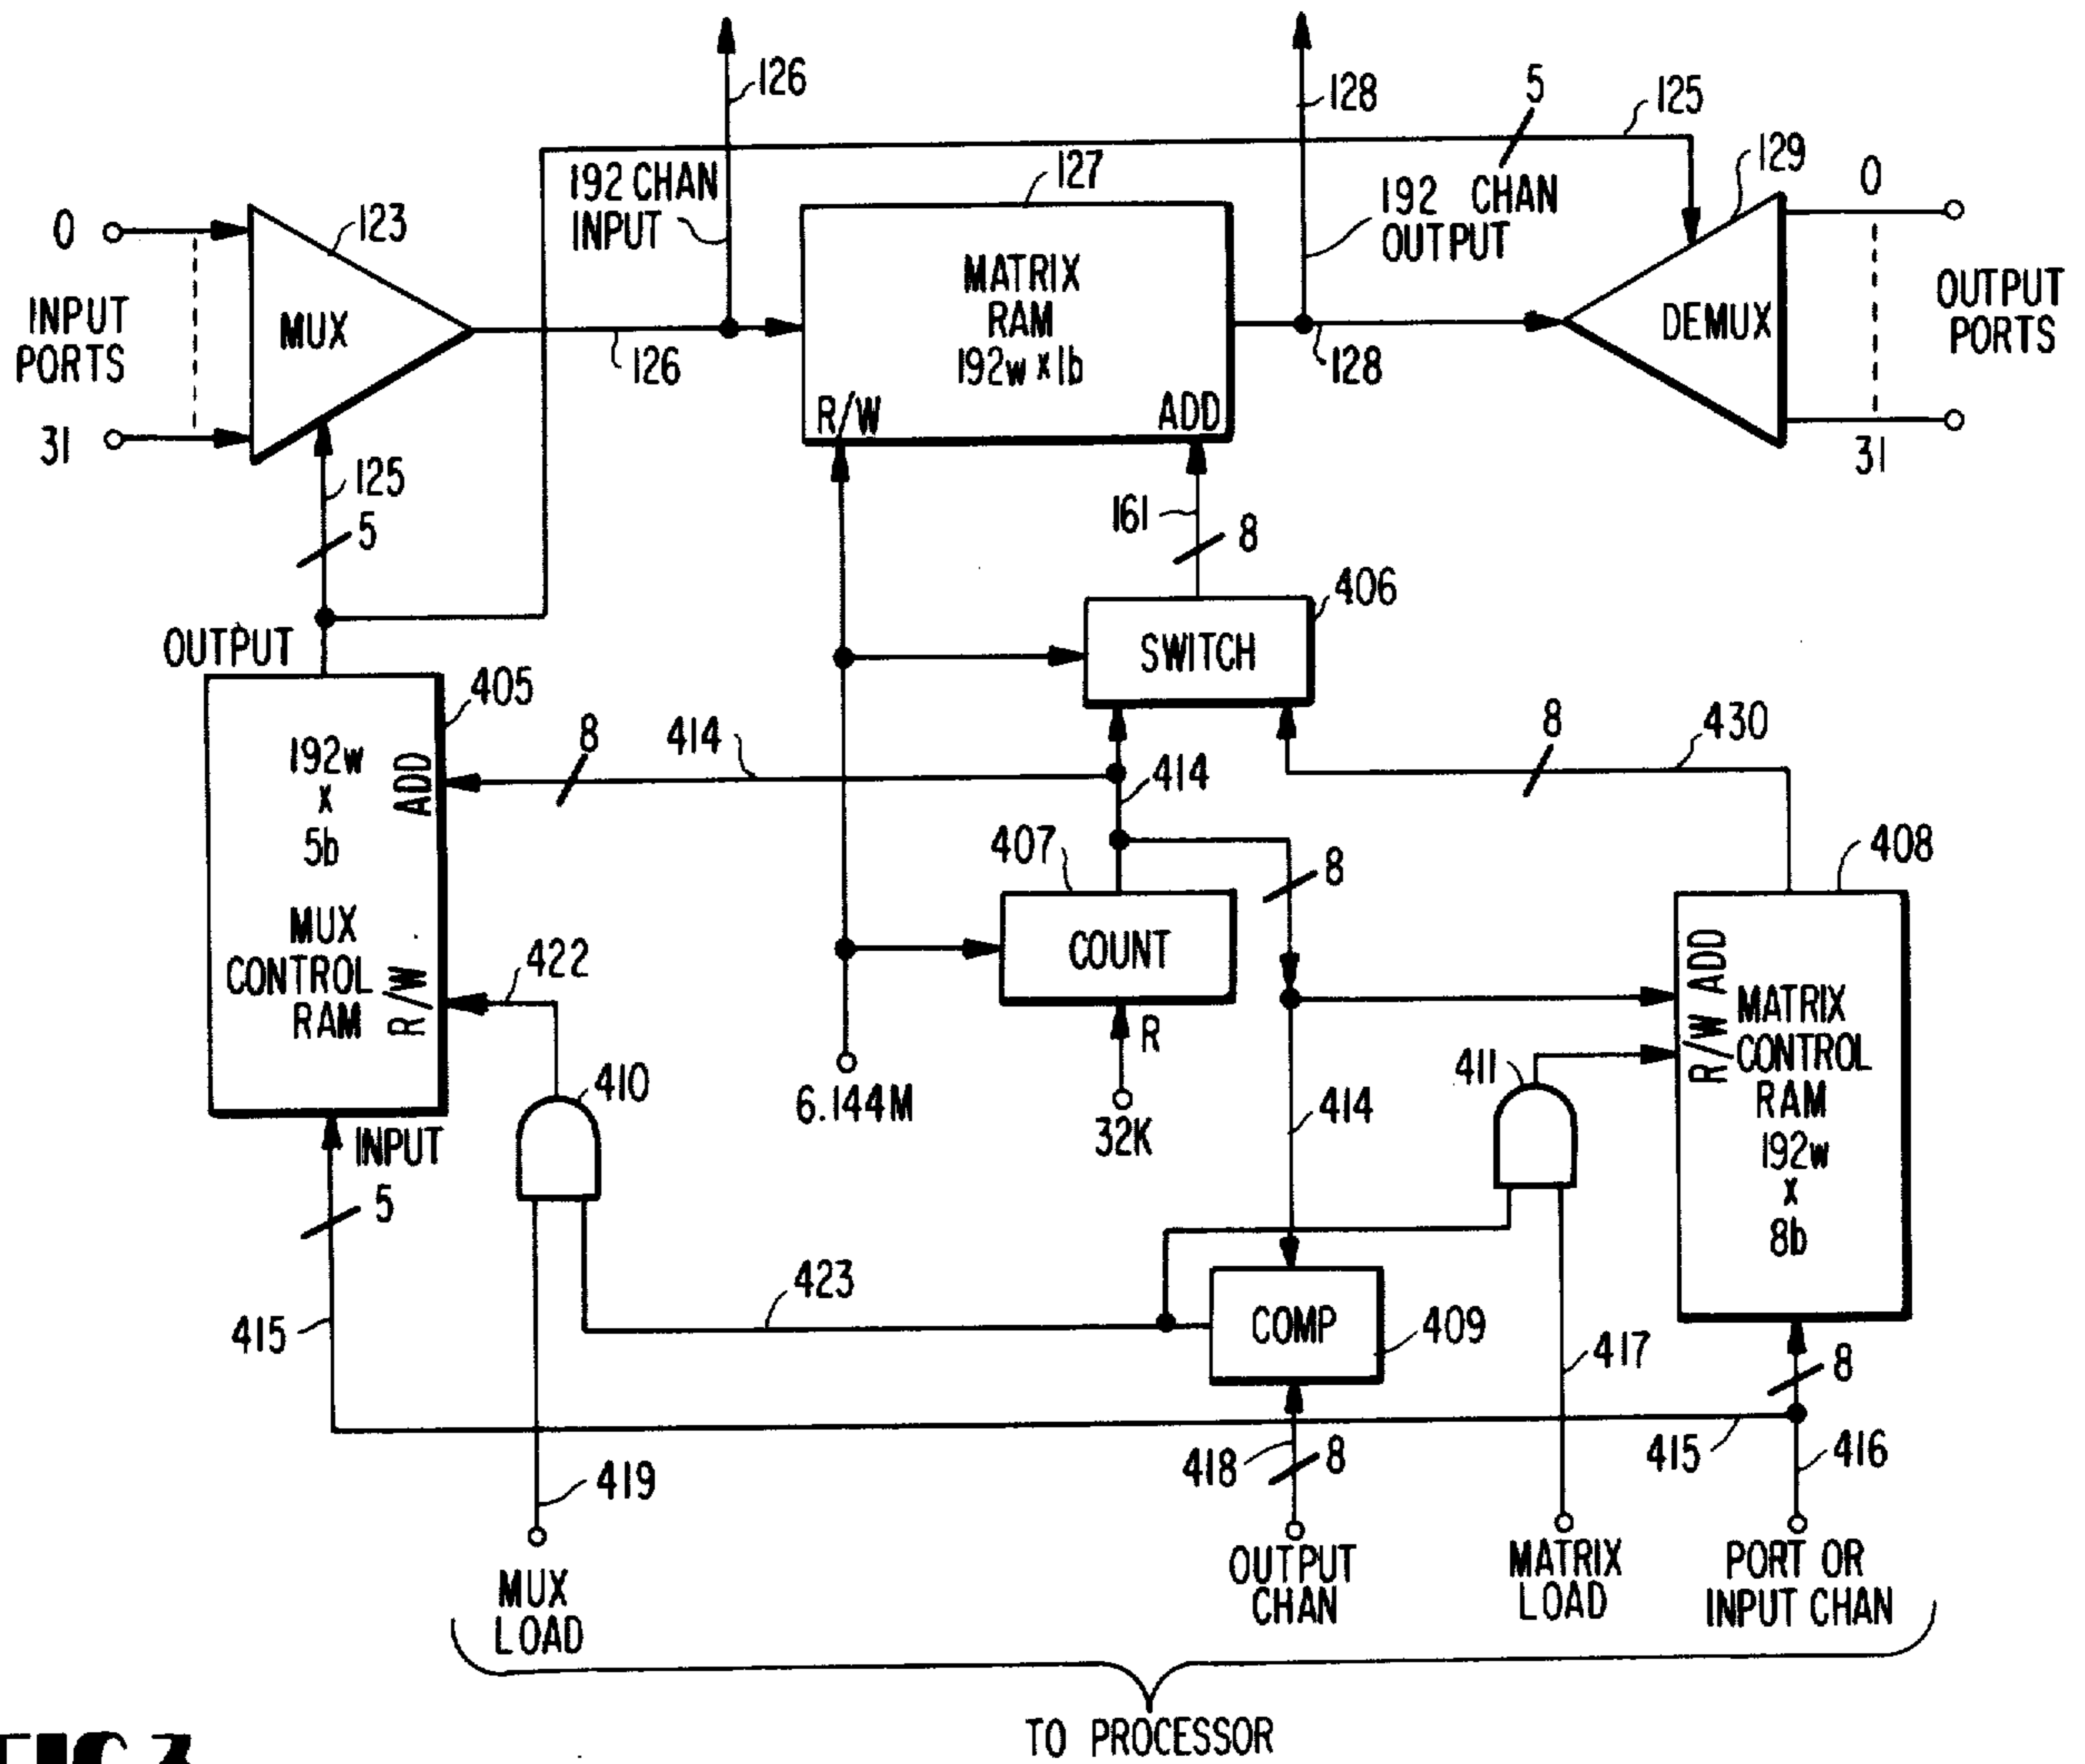 126
128
5
125
192 CHAN
INPUT
127
192 CHAN
OUTPUT
129
0
0
123
INPUT
PORTS
MUX
MATRIX
RAM
192w x 1b
R/W
ADD
DEMUX
OUTPUT
PORTS
126
128
31
31
125
5
161
8
406
OUTPUT
SWITCH
405
192w
x
5b
ADD
8
414
414
8
430
407
8
408
MUX
CONTROL
RAM
R/W
422
COUNT
R/W ADD
MATRIX
CONTROL
RAM
192w
x
8b
R
410
6.144M
32K
411
414
INPUT
5
415
423
COMP
409
417
8
418
8
415
416
419
MUX
LOAD
OUTPUT
CHAN
MATRIX
LOAD
PORT OR
INPUT CHAN
TO PROCESSOR
FIG 3